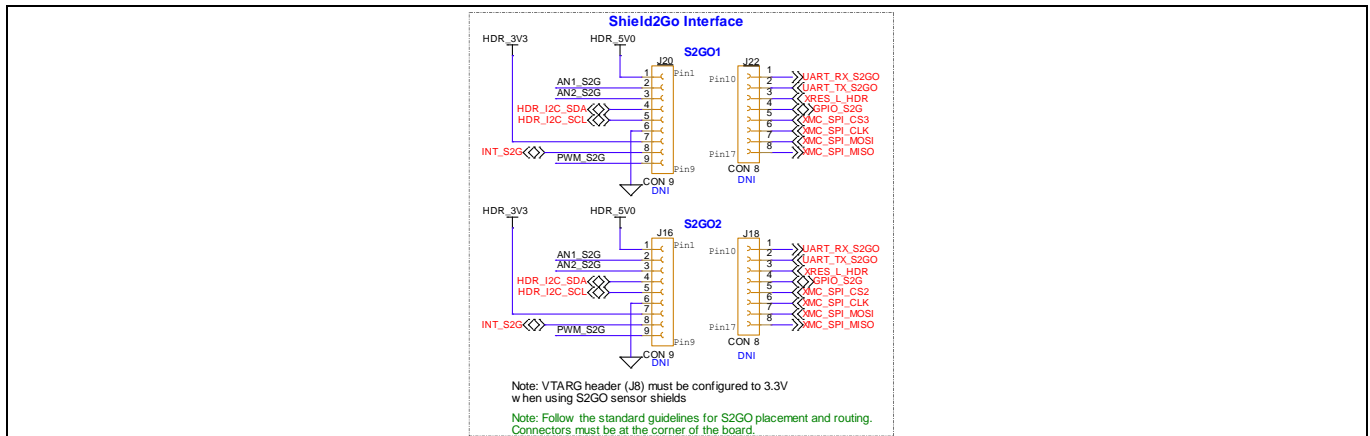 Shield2Go Interface
HDR_3V3 HDR_5V0
S2GO1
J20 J22
1 Pin1 Pin10 1 UART_RX_S2GO
AN1_S2G 2 2 UART_TX_S2GO
AN2_S2G 3 3 XRES_L_HDR
HDR_I2C_SDA 4 4 GPIO_S2G
HDR_I2C_SCL 5 5 XMC_SPI_CS3
6 6 XMC_SPI_CLK
7 7 XMC_SPI_MOSI
INT_S2G 8 Pin17 8 XMC_SPI_MISO
PWM_S2G 9 Pin9
CON 9 CON 8
DNI DNI
HDR_3V3 HDR_5V0
S2GO2
J16 J18
1 Pin1 Pin10 1 UART_RX_S2GO
AN1_S2G 2 2 UART_TX_S2GO
AN2_S2G 3 3 XRES_L_HDR
HDR_I2C_SDA 4 4 GPIO_S2G
HDR_I2C_SCL 5 5 XMC_SPI_CS2
6 6 XMC_SPI_CLK
7 7 XMC_SPI_MOSI
INT_S2G 8 Pin17 8 XMC_SPI_MISO
PWM_S2G 9 Pin9
CON 9 CON 8
DNI DNI
Note: VTARG header (J8) must be configured to 3.3V
when using S2GO sensor shields
Note: Follow the standard guidelines for S2GO placement and routing.
Connectors must be at the corner of the board.